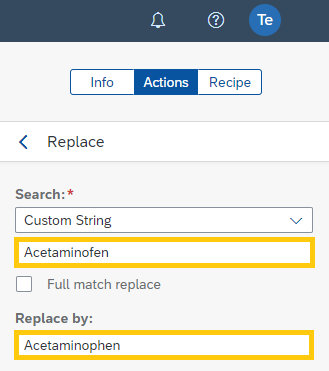 Te
Info Actions Recipe
Replace
Search:*
Custom String
Acetaminofen
Full match replace
Replace by:
Acetaminophen